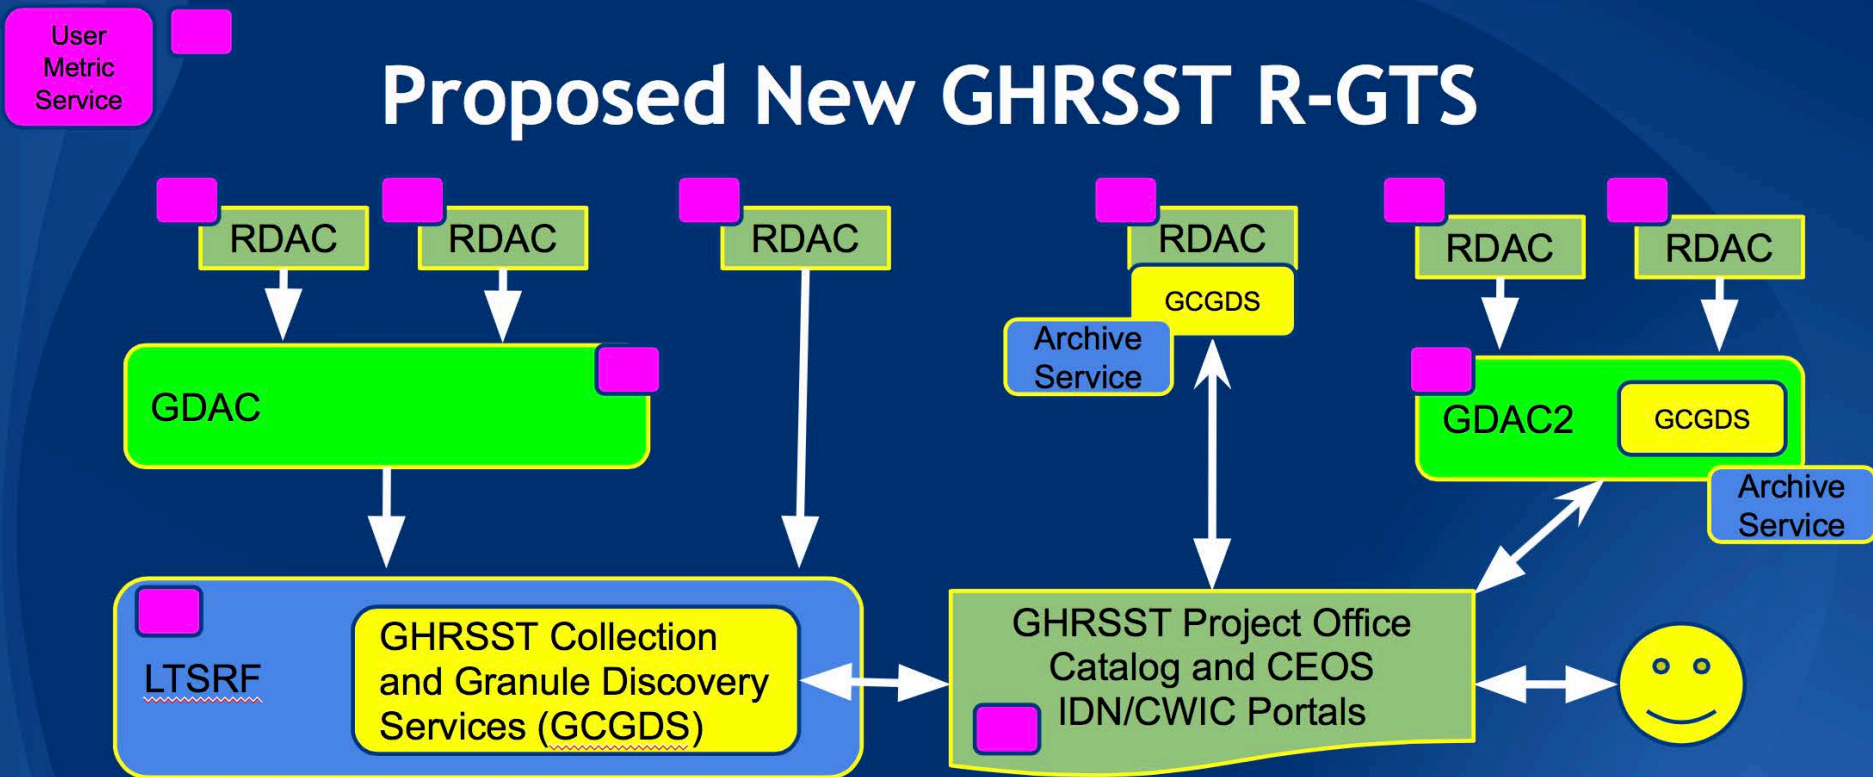 User
Metric
Service
Proposed New GHRSST R-GTS
RDAC
RDAC
RDAC
RDAC
RDAC
RDAC
GCGDS
Archive
Service
GDAC
GDAC2
GCGDS
Archive
Service
LTSRF
GHRSST Collection
and Granule Discovery
Services (GCGDS)
GHRSST Project Office
Catalog and CEOS
IDN/CWIC Portals